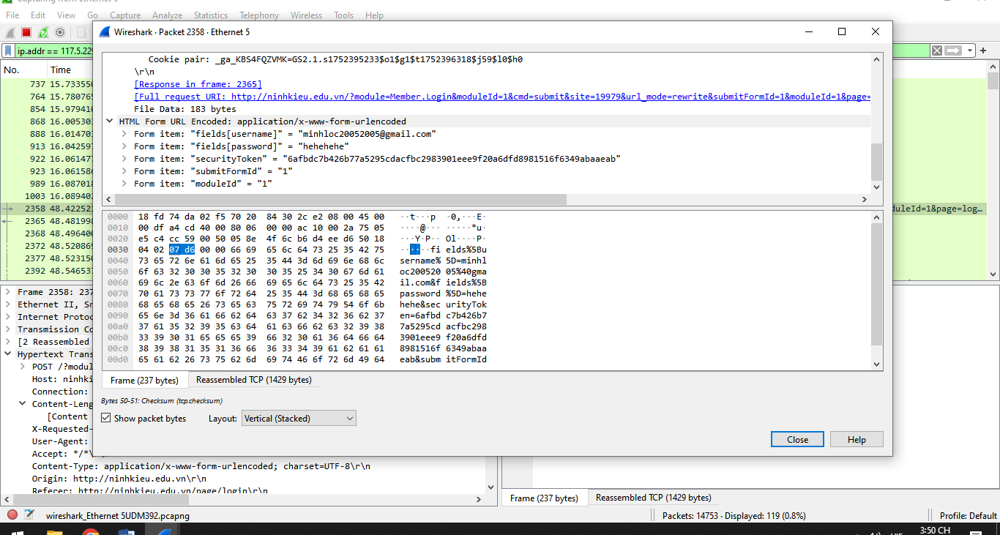 Capturing from Ethernet 5
File Edit View Go Capture Analyze Statistics Telephony Wireless Tools Help
Wireshark · Packet 2358 · Ethernet 5
ip.addr == 117.5.229
No. Time
737 15.733550
764 15.780765
854 15.979410
868 16.005301
888 16.014701
913 16.042597
922 16.061477
923 16.061580
989 16.087018
1003 16.089402
2358 48.422521
duleId=1&page=log…
2365 48.481998
2368 48.496400
2372 48.520869
2377 48.523150
2392 48.546537
Cookie pair: _ga_KBS4FQZVMK=GS2.1.s1752395233$o1$g1$t1752396318$j59$l0$h0
\r\n
[Response in frame: 2365]
[Full request URI: http://ninhkieu.edu.vn/?module=Member.Login&moduleId=1&cmd=submit&site=19979&url_mode=rewrite&submitFormId=1&moduleId=1&page=
File Data: 183 bytes
HTML Form URL Encoded: application/x-www-form-urlencoded
Form item: "fields[username]" = "minhloc20052005@gmail.com"
Form item: "fields[password]" = "hehehehe"
Form item: "securityToken" = "6afbdc7b426b77a5295cdacfbc2983901eee9f20a6dfd8981516f6349abaaeab"
Form item: "submitFormId" = "1"
Form item: "moduleId" = "1"
0000 18 fd 74 da 02 f5 70 20 84 30 2c e2 08 00 45 00 ··t···p ·0,···E·
0010 00 df a4 cd 40 00 80 06 00 00 ac 10 00 2a 75 05 ····@··· ·····*u·
0020 e5 c4 cc 59 00 50 05 8e 4f 6c b6 d4 ee d6 50 18 ···Y·P·· Ol····P·
0030 04 02 07 d6 00 00 66 69 65 6c 64 73 25 35 42 75 ······fi elds%5Bu
0040 73 65 72 6e 61 6d 65 25 35 44 3d 6d 69 6e 68 6c sername% 5D=minhl
0050 6f 63 32 30 30 35 32 30 30 35 25 34 30 67 6d 61 oc200520 05%40gma
0060 69 6c 2e 63 6f 6d 26 66 69 65 6c 64 73 25 35 42 il.com&f ields%5B
0070 70 61 73 73 77 6f 72 64 25 35 44 3d 68 65 68 65 password %5D=hehe
0080 68 65 68 65 26 73 65 63 75 72 69 74 79 54 6f 6b hehe&sec urityTok
0090 65 6e 3d 36 61 66 62 64 63 37 62 34 32 36 62 37 en=6afbd c7b426b7
00a0 37 61 35 32 39 35 63 64 61 63 66 62 63 32 39 38 7a5295cd acfbc298
00b0 33 39 30 31 65 65 65 39 66 32 30 61 36 64 66 64 3901eee9 f20a6dfd
00c0 38 39 38 31 35 31 36 66 36 33 34 39 61 62 61 61 8981516f 6349abaa
00d0 65 61 62 26 73 75 62 6d 69 74 46 6f 72 6d 49 64 eab&subm itFormId
Frame (237 bytes) Reassembled TCP (1429 bytes)
Bytes 50-51: Checksum (tcp.checksum)
Show packet bytes Layout: Vertical (Stacked)
Close Help
Frame 2358: 237
Ethernet II, Sr
Internet Protoc
Transmission Co
[2 Reassembled
Hypertext Trans
POST /?modul
Host: ninhki
Connection:
Content-Leng
[Content
X-Requested-
User-Agent:
Accept: */*\
Content-Type: application/x-www-form-urlencoded; charset=UTF-8\r\n
Origin: http://ninhkieu.edu.vn\r\n
Referer: http://ninhkieu.edu.vn/page/login\r\n
Frame (237 bytes) Reassembled TCP (1429 bytes)
wireshark_Ethernet 5UDM392.pcapng Packets: 14753 · Displayed: 119 (0.8%) Profile: Default
VIE 3:50 CH